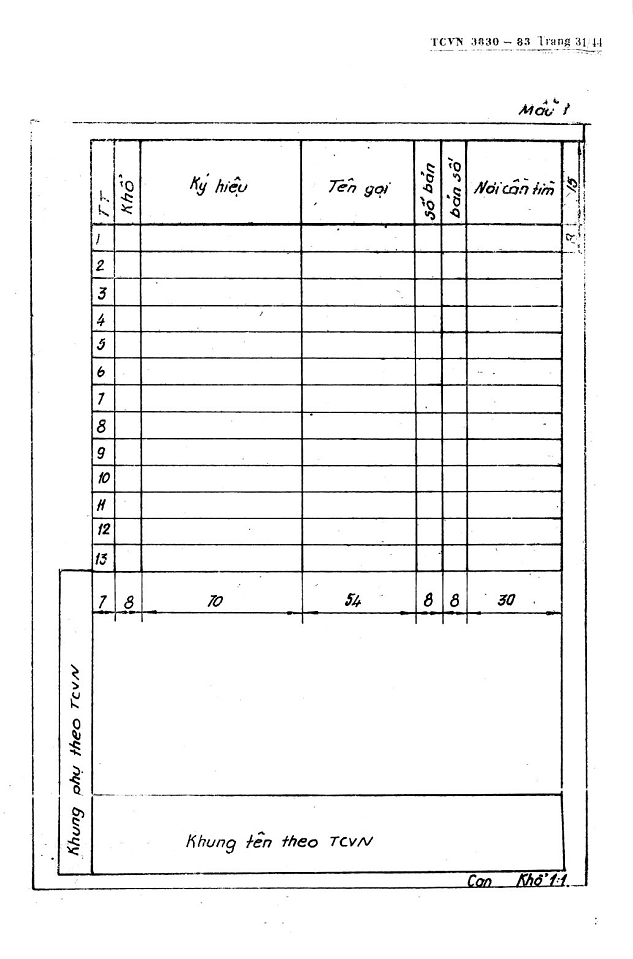 TCVN 3830 – 83 Trang 31/44
Mẫu 1
TT Khổ Ký hiệu Tên gọi số bản bản số Nơi cần tìm 15
1 8
2
3
4
5
6
7
8
9
10
11
12
13
7 8 70 54 8 8 30
Khung phụ theo TCVN
Khung tên theo TCVN
Can Khổ 1:1